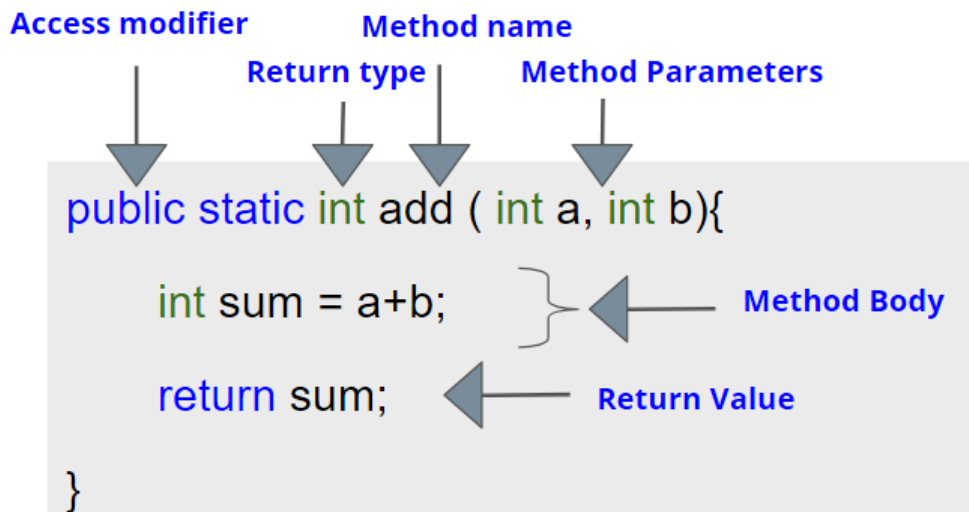 Access modifier
Method name
Return type
Method Parameters
public static int add ( int a, int b){
int sum = a+b;
Method Body
return sum;
Return Value
}